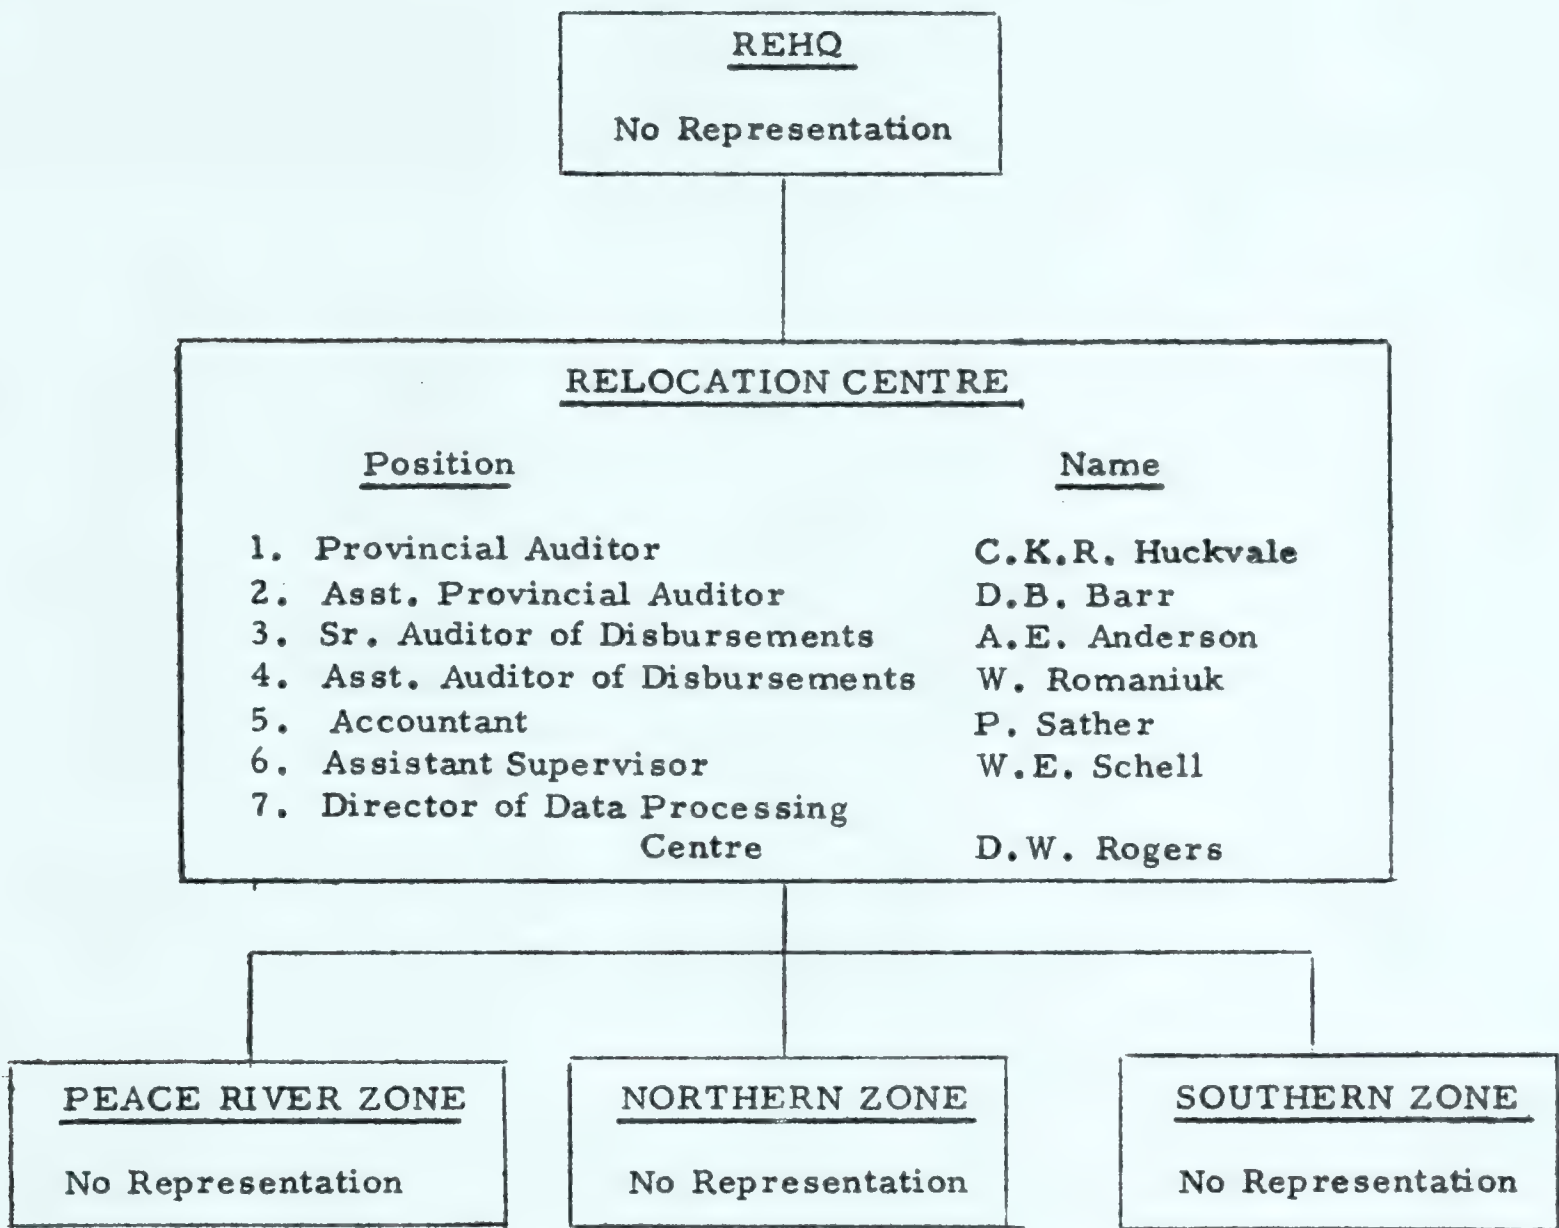 REHQ
No Representation
RELOCATION CENTRE
Position Name
1. Provincial Auditor C.K.R. Huckvale
2. Asst. Provincial Auditor D.B. Barr
3. Sr. Auditor of Disbursements A.E. Anderson
4. Asst. Auditor of Disbursements W. Romaniuk
5. Accountant P. Sather
6. Assistant Supervisor W.E. Schell
7. Director of Data Processing
Centre D.W. Rogers
PEACE RIVER ZONE
No Representation
NORTHERN ZONE
No Representation
SOUTHERN ZONE
No Representation